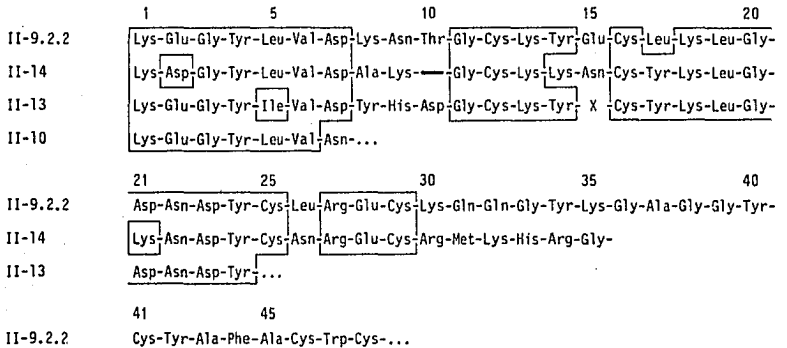 1 5 10 15 20
II-9.2.2 Lys-Glu-Gly-Tyr-Leu-Val-Asp-Lys-Asn-Thr-Gly-Cys-Lys-Tyr-Glu-Cys-Leu-Lys-Leu-Gly-
II-14 Lys-Asp-Gly-Tyr-Leu-Val-Asp-Ala-Lys-—-Gly-Cys-Lys-Lys-Asn-Cys-Tyr-Lys-Leu-Gly-
II-13 Lys-Glu-Gly-Tyr-Ile-Val-Asp-Tyr-His-Asp-Gly-Cys-Lys-Tyr- X -Cys-Tyr-Lys-Leu-Gly-
II-10 Lys-Glu-Gly-Tyr-Leu-Val-Asn-...
21 25 30 35 40
II-9.2.2 Asp-Asn-Asp-Tyr-Cys-Leu-Arg-Glu-Cys-Lys-Gln-Gln-Gly-Tyr-Lys-Gly-Ala-Gly-Gly-Tyr-
II-14 Lys-Asn-Asp-Tyr-Cys-Asn-Arg-Glu-Cys-Arg-Met-Lys-His-Arg-Gly-
II-13 Asp-Asn-Asp-Tyr-...
41 45
II-9.2.2 Cys-Tyr-Ala-Phe-Ala-Cys-Trp-Cys-...